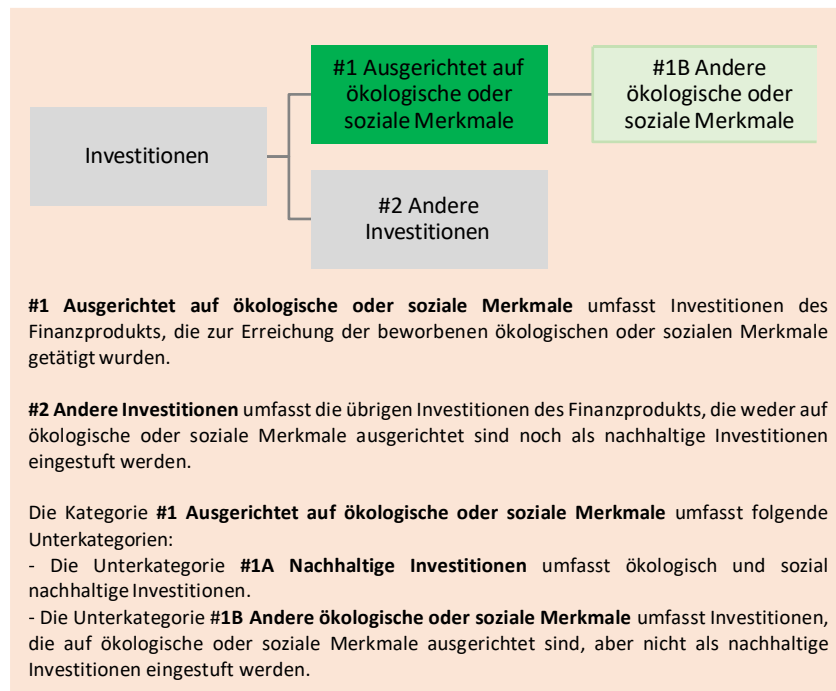 #1 Ausgerichtet auf
ökologische oder
soziale Merkmale
#1B Andere
ökologische oder
soziale Merkmale
Investitionen
#2 Andere
Investitionen
#1 Ausgerichtet auf ökologische oder soziale Merkmale umfasst Investitionen des
Finanzprodukts, die zur Erreichung der beworbenen ökologischen oder sozialen Merkmale
getätigt wurden.
#2 Andere Investitionen umfasst die übrigen Investitionen des Finanzprodukts, die weder auf
ökologische oder soziale Merkmale ausgerichtet sind noch als nachhaltige Investitionen
eingestuft werden.
Die Kategorie #1 Ausgerichtet auf ökologische oder soziale Merkmale umfasst folgende
Unterkategorien:
- Die Unterkategorie #1A Nachhaltige Investitionen umfasst ökologisch und sozial
nachhaltige Investitionen.
- Die Unterkategorie #1B Andere ökologische oder soziale Merkmale umfasst Investitionen,
die auf ökologische oder soziale Merkmale ausgerichtet sind, aber nicht als nachhaltige
Investitionen eingestuft werden.